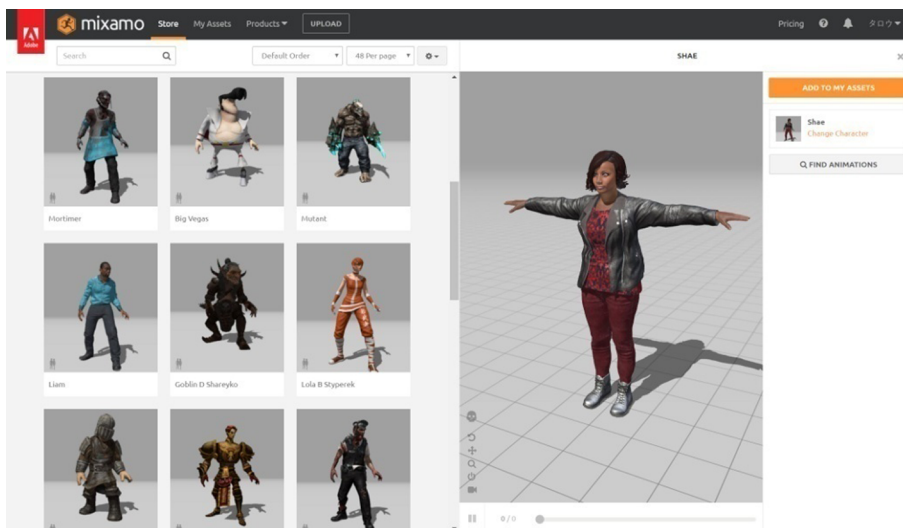 Adobe
mixamo Store My Assets Products UPLOAD Pricing タロウ
Search Default Order 48 Per page SHAE
ADD TO MY ASSETS
Shae
Change Character
FIND ANIMATIONS
Mortimer Big Vegas Mutant
Liam Goblin D Shareyko Lola B Styperek
0 / 0